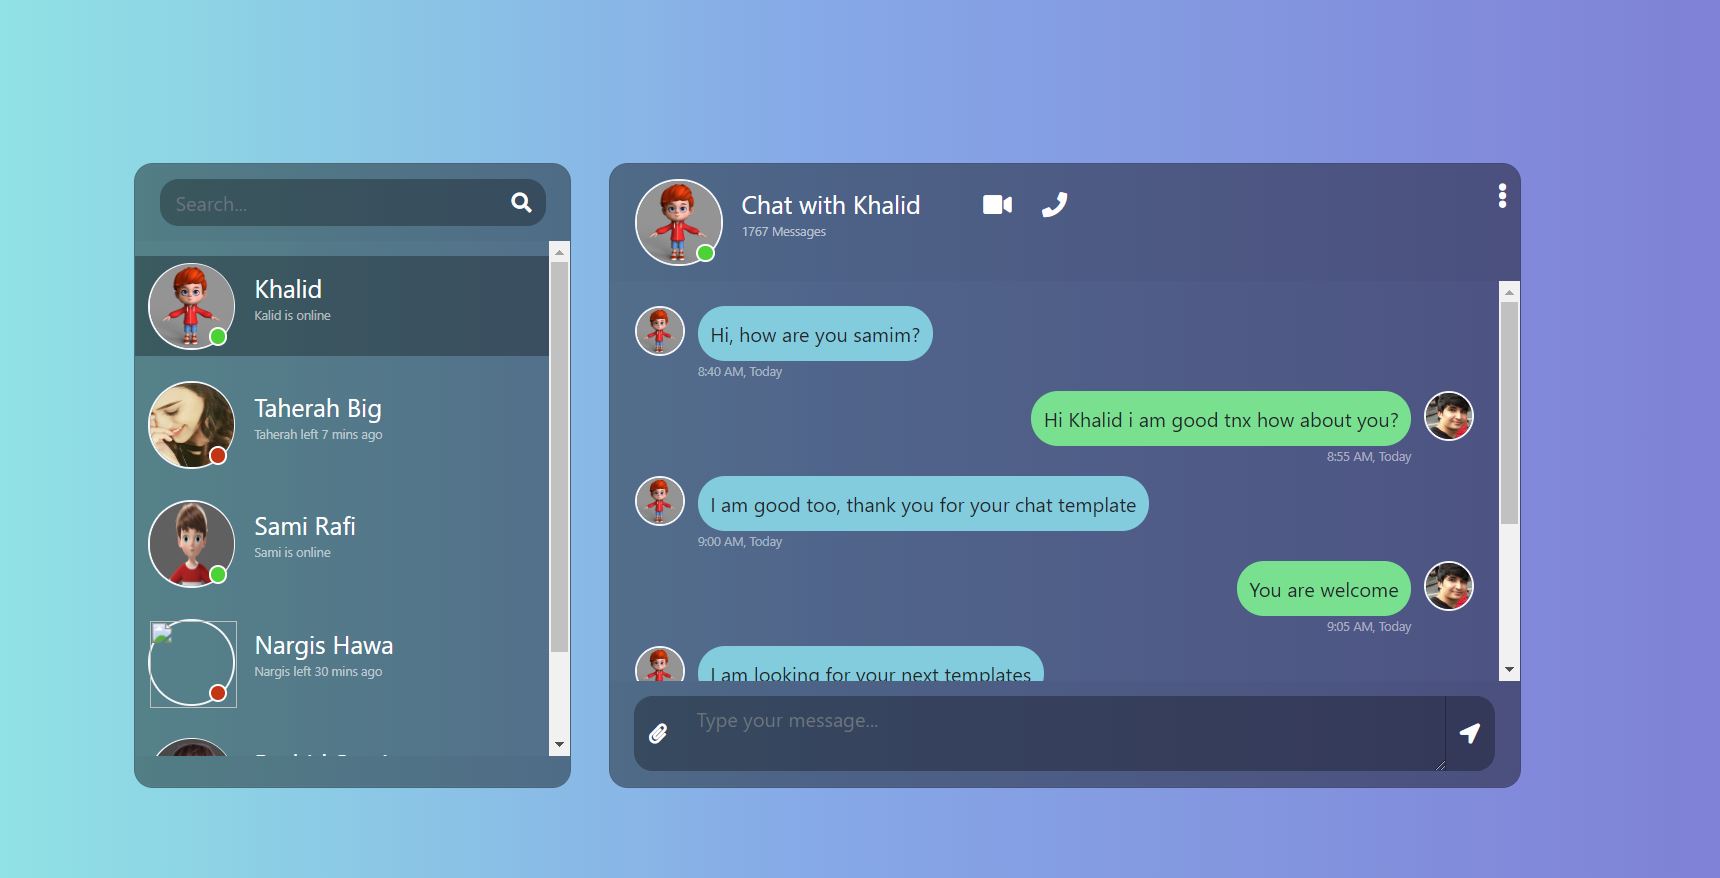 Search...
Khalid
Kalid is online
Taherah Big
Taherah left 7 mins ago
Sami Rafi
Sami is online
Nargis Hawa
Nargis left 30 mins ago
Chat with Khalid
1767 Messages
Hi, how are you samim?
8:40 AM, Today
Hi Khalid i am good tnx how about you?
8:55 AM, Today
I am good too, thank you for your chat template
9:00 AM, Today
You are welcome
9:05 AM, Today
I am looking for your next templates
Type your message...